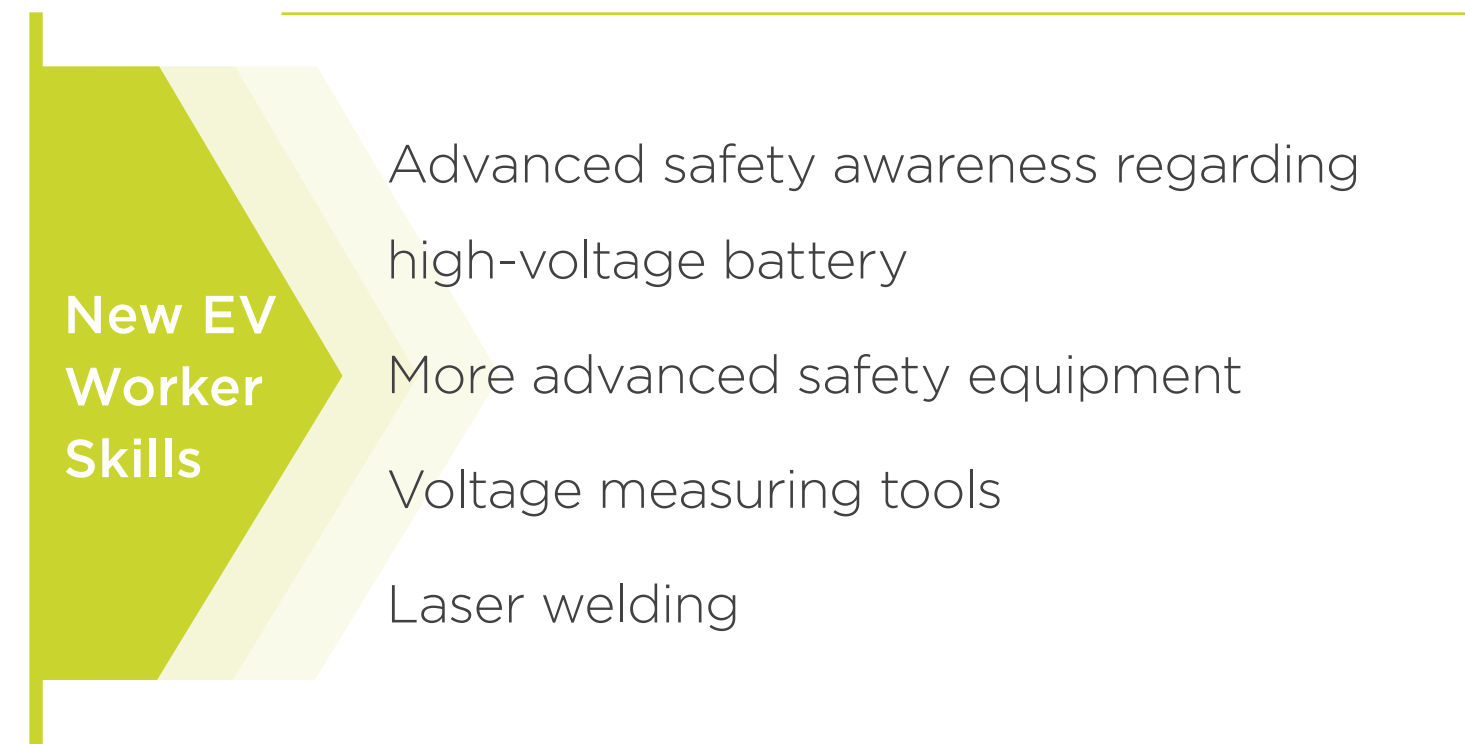 New EV
Worker
Skills
Advanced safety awareness regarding
high-voltage battery
More advanced safety equipment
Voltage measuring tools
Laser welding